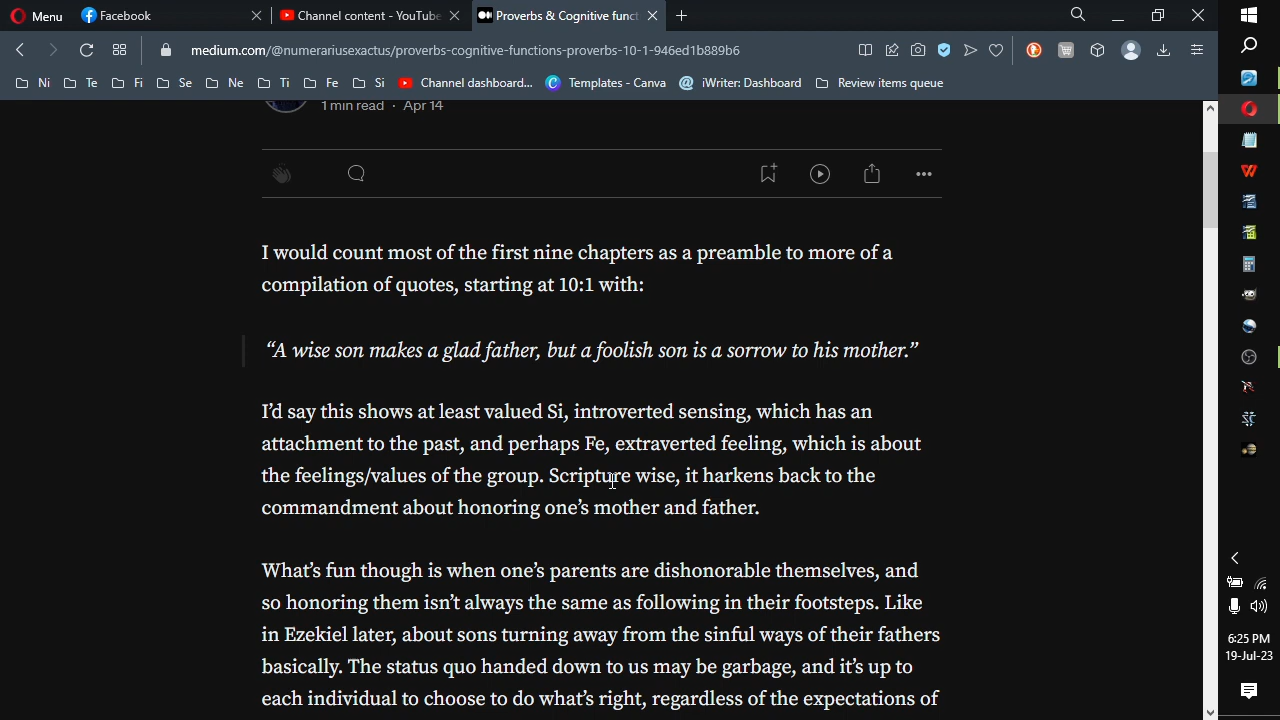 Menu
Facebook
Channel content - YouTube
Proverbs & Cognitive funct
medium.com/@numerariusexactus/proverbs-cognitive-functions-proverbs-10-1-946ed1b889b6
Ni Te Fi Se Ne Ti Fe Si Channel dashboard... Templates - Canva iWriter: Dashboard Review items queue
1 min read · Apr 14
I would count most of the first nine chapters as a preamble to more of a
compilation of quotes, starting at 10:1 with:
“A wise son makes a glad father, but a foolish son is a sorrow to his mother.”
I’d say this shows at least valued Si, introverted sensing, which has an
attachment to the past, and perhaps Fe, extraverted feeling, which is about
the feelings/values of the group. Scripture wise, it harkens back to the
commandment about honoring one’s mother and father.
What’s fun though is when one’s parents are dishonorable themselves, and
so honoring them isn’t always the same as following in their footsteps. Like
in Ezekiel later, about sons turning away from the sinful ways of their fathers
basically. The status quo handed down to us may be garbage, and it’s up to
each individual to choose to do what’s right, regardless of the expectations of
6:25 PM
19-Jul-23